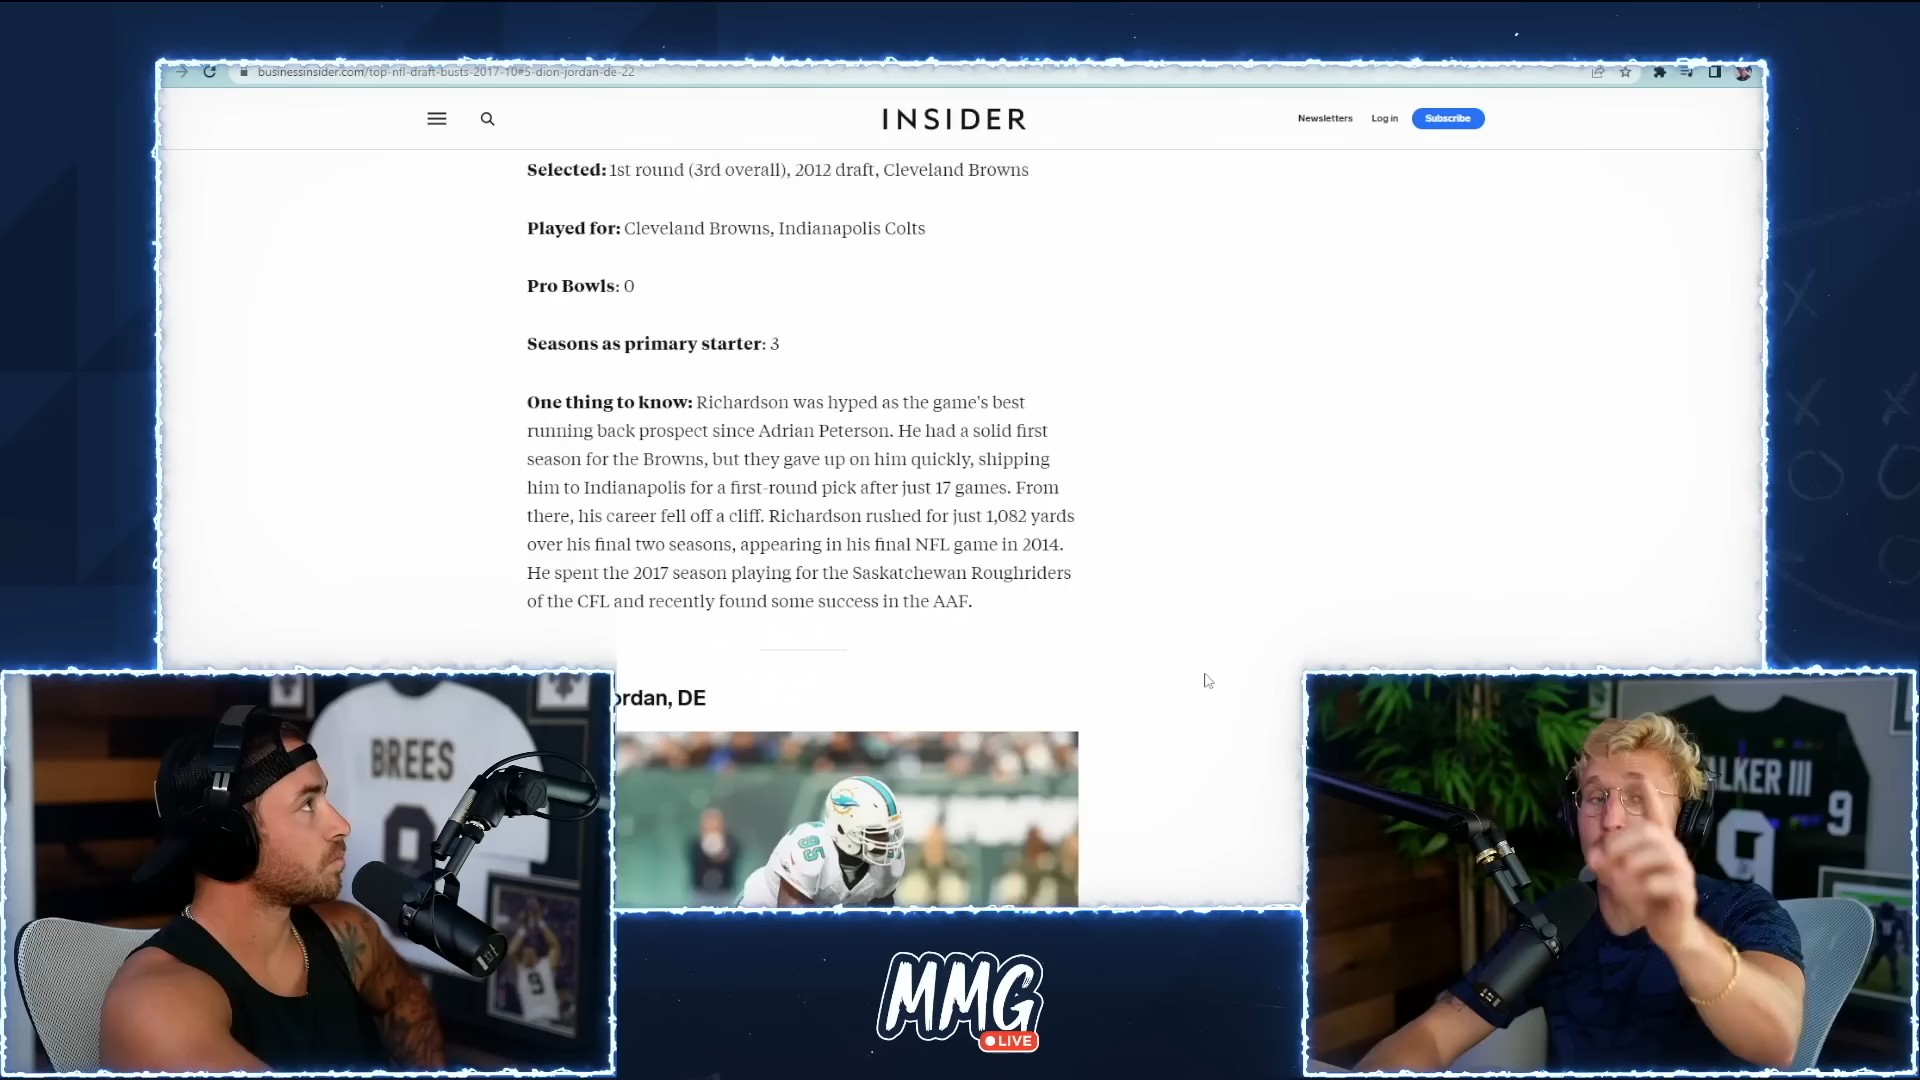 businessinsider.com/top-nfl-draft-busts-2017-10#5-dion-jordan-de-22
INSIDER
Newsletters
Log in
Subscribe
Selected: 1st round (3rd overall), 2012 draft, Cleveland Browns
Played for: Cleveland Browns, Indianapolis Colts
Pro Bowls: 0
Seasons as primary starter: 3
One thing to know: Richardson was hyped as the game's best
running back prospect since Adrian Peterson. He had a solid first
season for the Browns, but they gave up on him quickly, shipping
him to Indianapolis for a first-round pick after just 17 games. From
there, his career fell off a cliff. Richardson rushed for just 1,082 yards
over his final two seasons, appearing in his final NFL game in 2014.
He spent the 2017 season playing for the Saskatchewan Roughriders
of the CFL and recently found some success in the AAF.
ordan, DE
95
BREES
9
9
ALKER III
9
9
MMG
LIVE